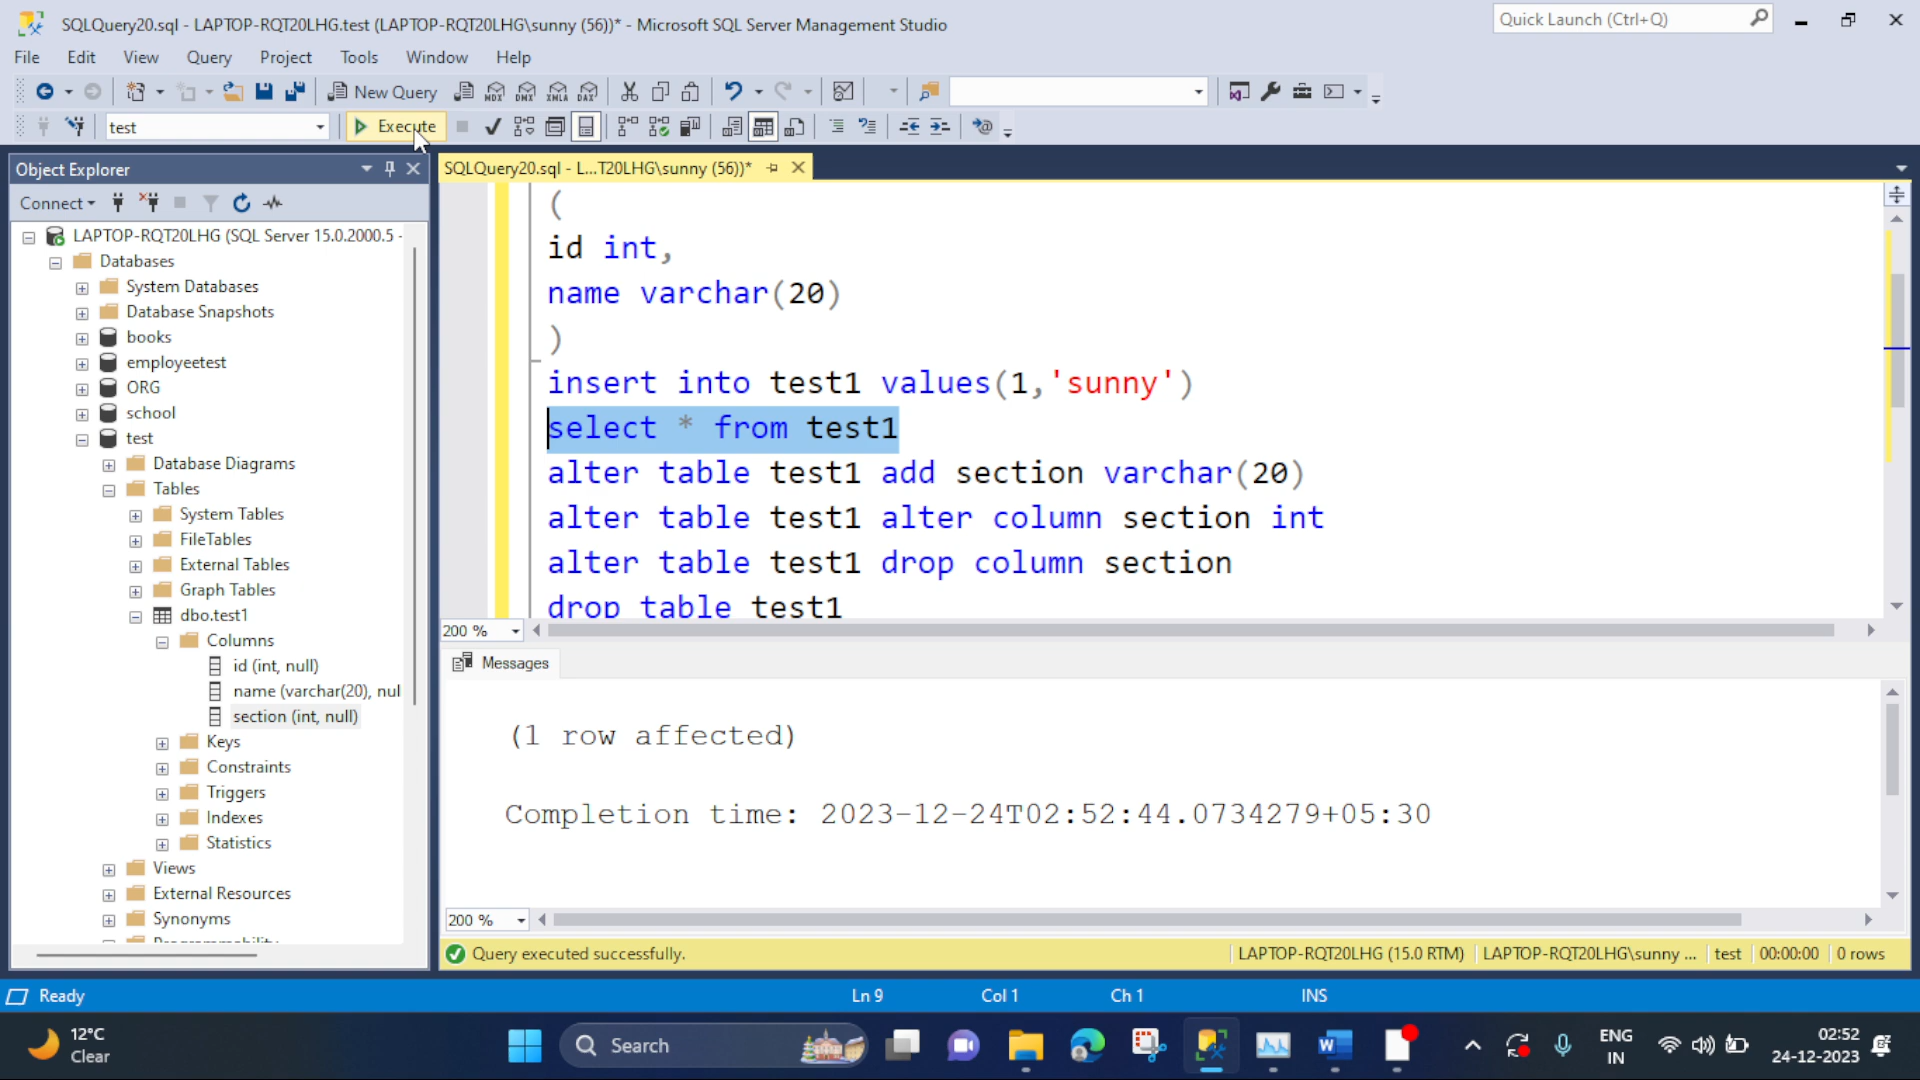 SQLQuery20.sql - LAPTOP-RQT20LHG.test (LAPTOP-RQT20LHG\sunny (56))* - Microsoft SQL Server Management Studio
Quick Launch (Ctrl+Q)
File Edit View Query Project Tools Window Help
New Query
MDX DMX XMLA DAX
test
Execute
Object Explorer
SQLQuery20.sql - L...T20LHG\sunny (56))*
Connect
LAPTOP-RQT20LHG (SQL Server 15.0.2000.5 -
Databases
System Databases
Database Snapshots
books
employeetest
ORG
school
test
Database Diagrams
Tables
System Tables
FileTables
External Tables
Graph Tables
dbo.test1
Columns
id (int, null)
name (varchar(20), nul
section (int, null)
Keys
Constraints
Triggers
Indexes
Statistics
Views
External Resources
Synonyms
(
id int,
name varchar(20)
)
insert into test1 values(1,'sunny')
select * from test1
alter table test1 add section varchar(20)
alter table test1 alter column section int
alter table test1 drop column section
drop table test1
200 %
Messages
(1 row affected)
Completion time: 2023-12-24T02:52:44.0734279+05:30
200 %
Query executed successfully.
LAPTOP-RQT20LHG (15.0 RTM)
LAPTOP-RQT20LHG\sunny ...
test
00:00:00
0 rows
Ready
Ln 9
Col 1
Ch 1
INS
12°C
Clear
Search
ENG
IN
02:52
24-12-2023